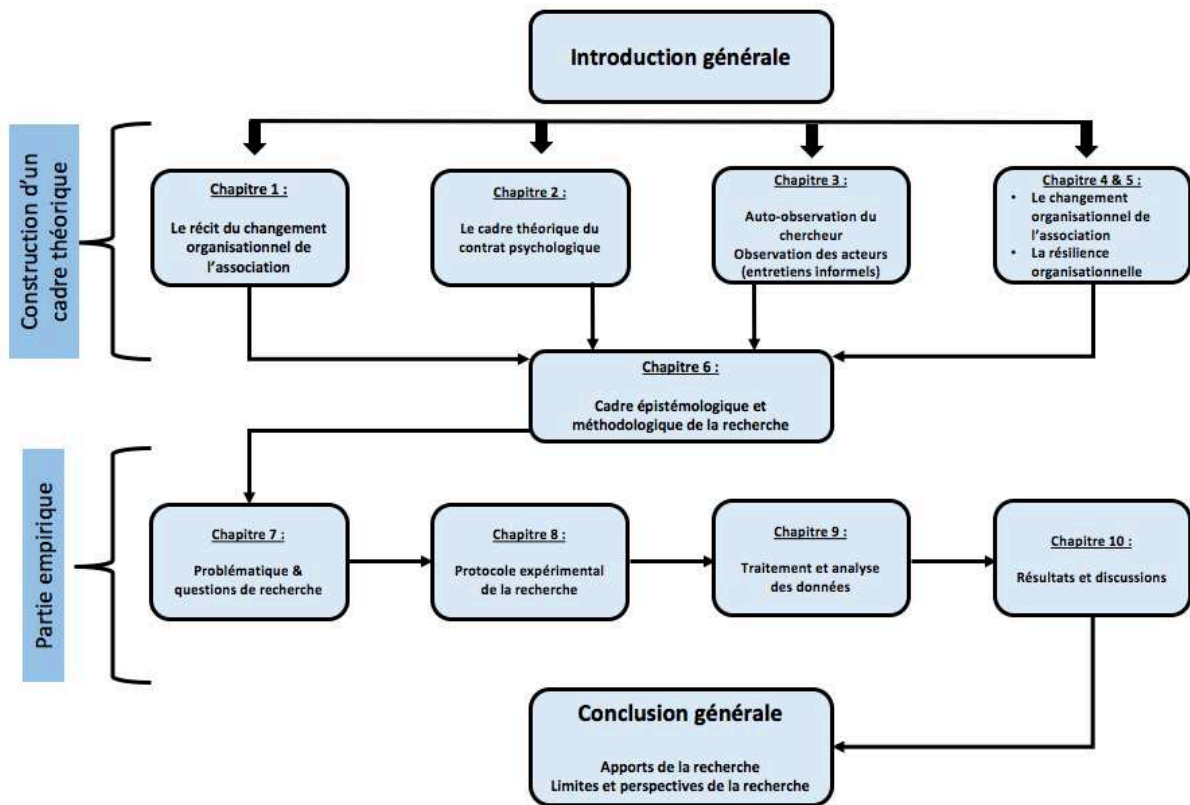 Introduction générale
Construction d'un
cadre théorique
Chapitre 1 :
Le récit du changement
organisationnel de
l'association
Chapitre 2 :
Le cadre théorique du
contrat psychologique
Chapitre 3 :
Auto-observation du
chercheur
Observation des acteurs
(entretiens informels)
Chapitre 4 & 5 :
• Le changement
organisationnel de
l'association
• La résilience
organisationnelle
Chapitre 6 :
Cadre épistémologique et
méthodologique de la recherche
Partie empirique
Chapitre 7 :
Problématique &
questions de recherche
Chapitre 8 :
Protocole expérimental
de la recherche
Chapitre 9 :
Traitement et analyse
des données
Chapitre 10 :
Résultats et discussions
Conclusion générale
Apports de la recherche
Limites et perspectives de la recherche